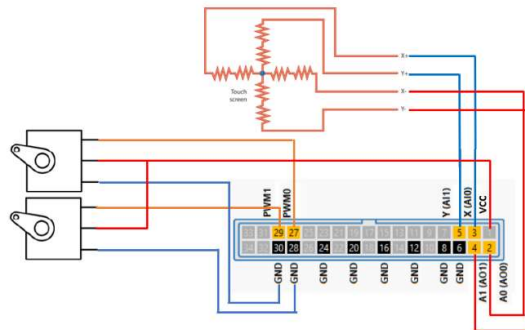 X+
Y+
X-
Y-
Touch
screen
PWM1
PWM0
Y (AI1)
X (AI0)
VCC
29 27 5 3
30 28 24 20 16 12 8 6 4 2
GND
GND
GND
GND
GND
GND
GND
GND
A1 (AO1)
A0 (AO0)